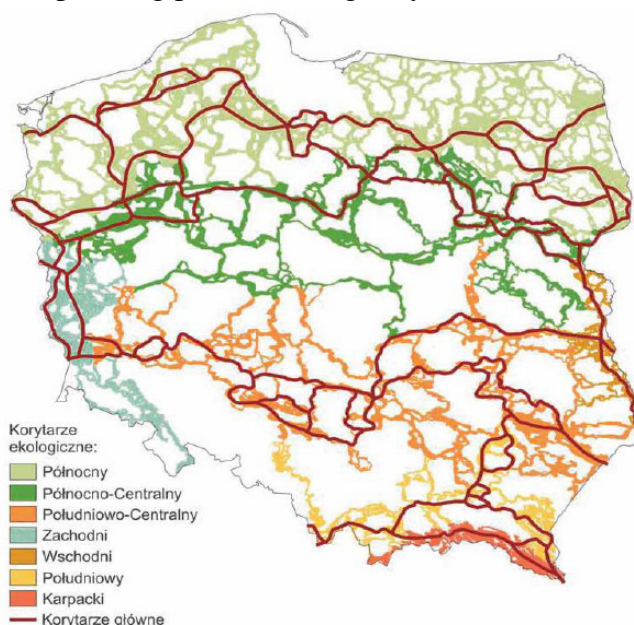 Korytarze
ekologiczne:
Północny
Północno-Centralny
Południowo-Centralny
Zachodni
Wschodni
Południowy
Karpacki
Korytarze główne